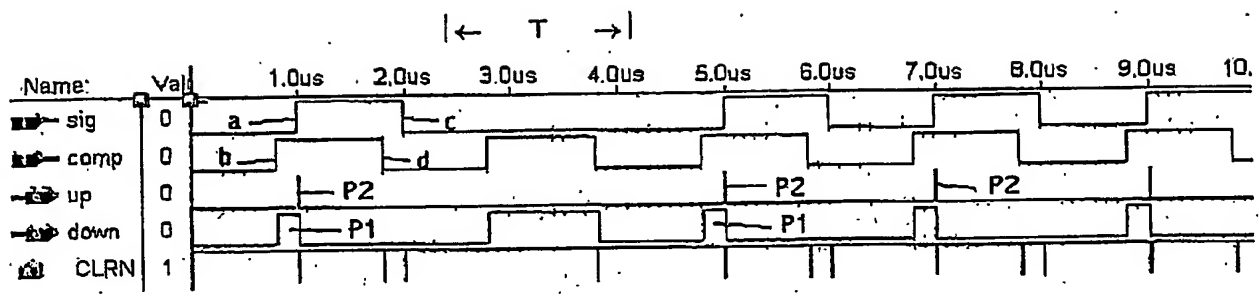 |← T →|
Name: Val 1.0us 2.0us 3.0us 4.0us 5.0us 6.0us 7.0us 8.0us 9.0us 10.
sig 0 a c
comp 0 b d
up 0 P2 P2 P2
down 0 P1 P1
CLRN 1